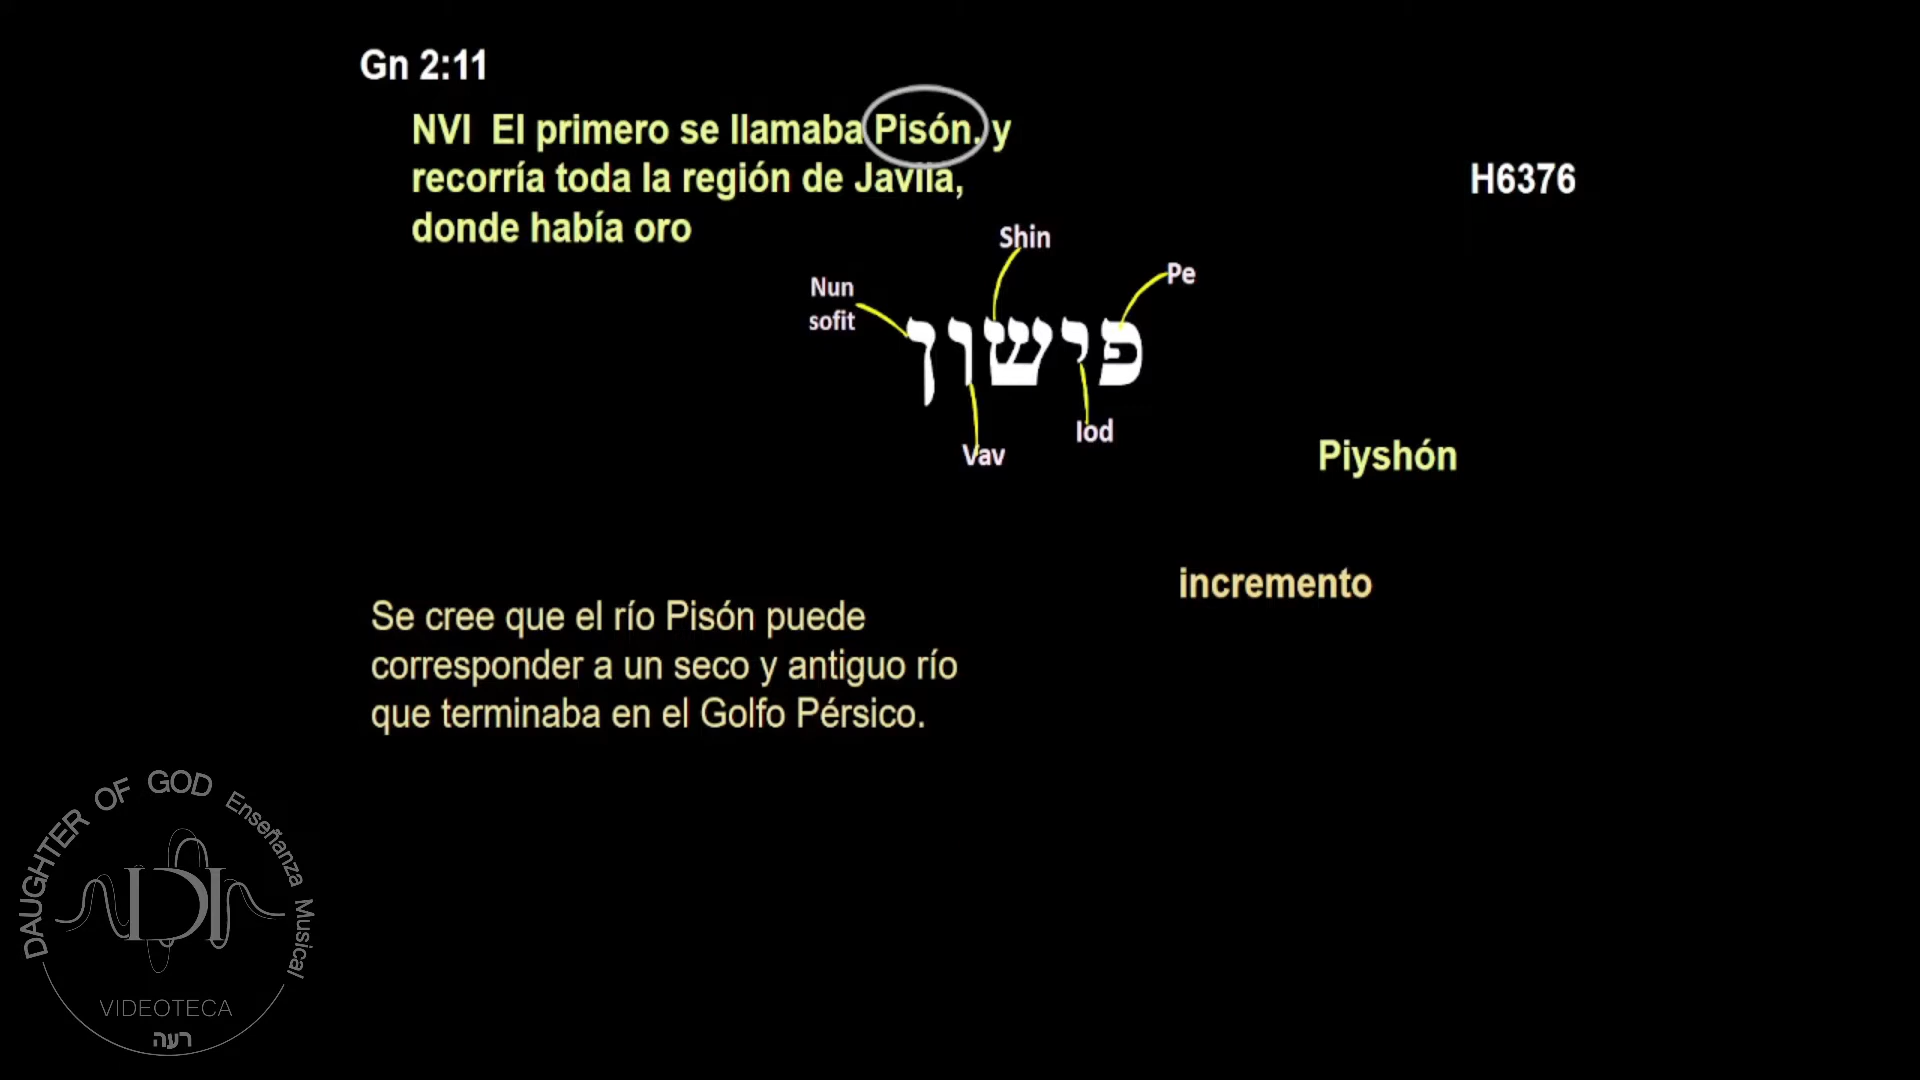 Gn 2:11
NVI El primero se llamaba Pisón, y
recorría toda la región de Javilá,
donde había oro
H6376
Shin
Pe
Nun
sofit
פישון
Iod
Vav
Piyshón
incremento
Se cree que el río Pisón puede
corresponder a un seco y antiguo río
que terminaba en el Golfo Pérsico.
DAUGHTER OF GOD Enseñanza Musical
VIDEOTECA
רעה